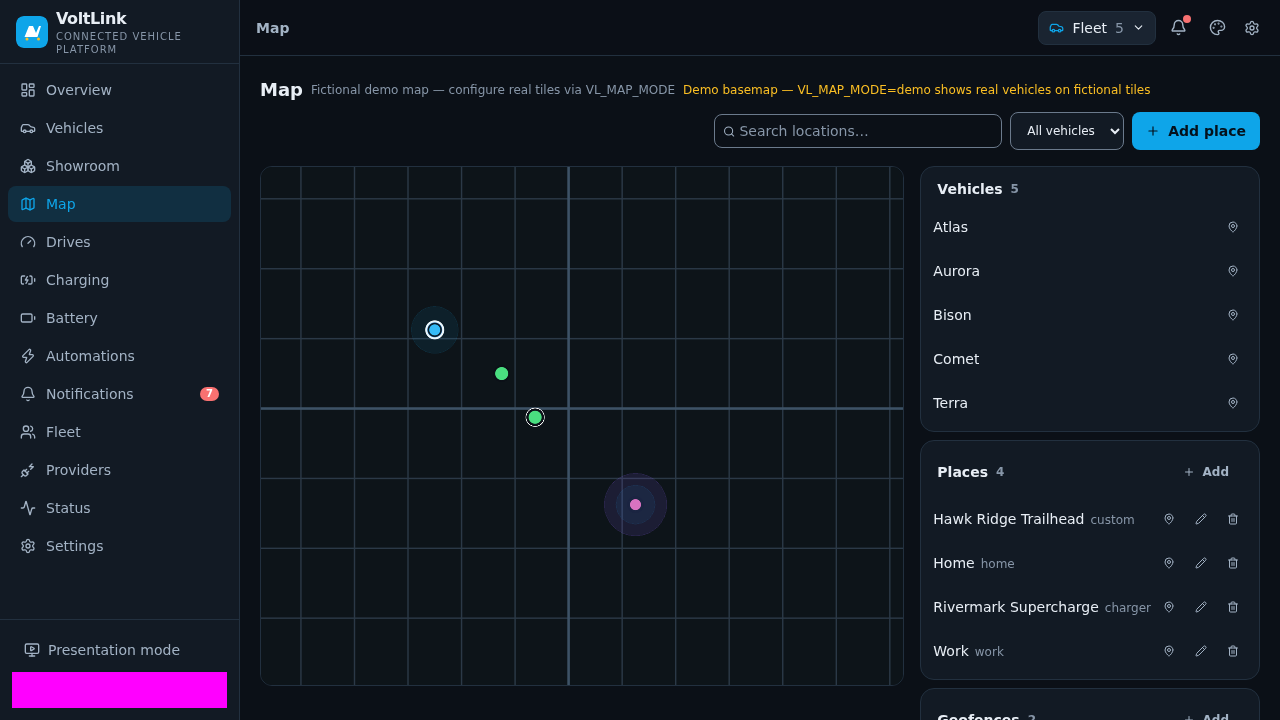 VoltLink
CONNECTED VEHICLE
PLATFORM
Overview
Vehicles
Showroom
Map
Drives
Charging
Battery
Automations
Notifications 7
Fleet
Providers
Status
Settings
Presentation mode
Map
Fleet 5
Map Fictional demo map — configure real tiles via VL_MAP_MODE Demo basemap — VL_MAP_MODE=demo shows real vehicles on fictional tiles
Search locations...
All vehicles
Add place
Vehicles 5
Atlas
Aurora
Bison
Comet
Terra
Places 4
Add
Hawk Ridge Trailhead custom
Home home
Rivermark Supercharge charger
Work work
Geofences 2
Add